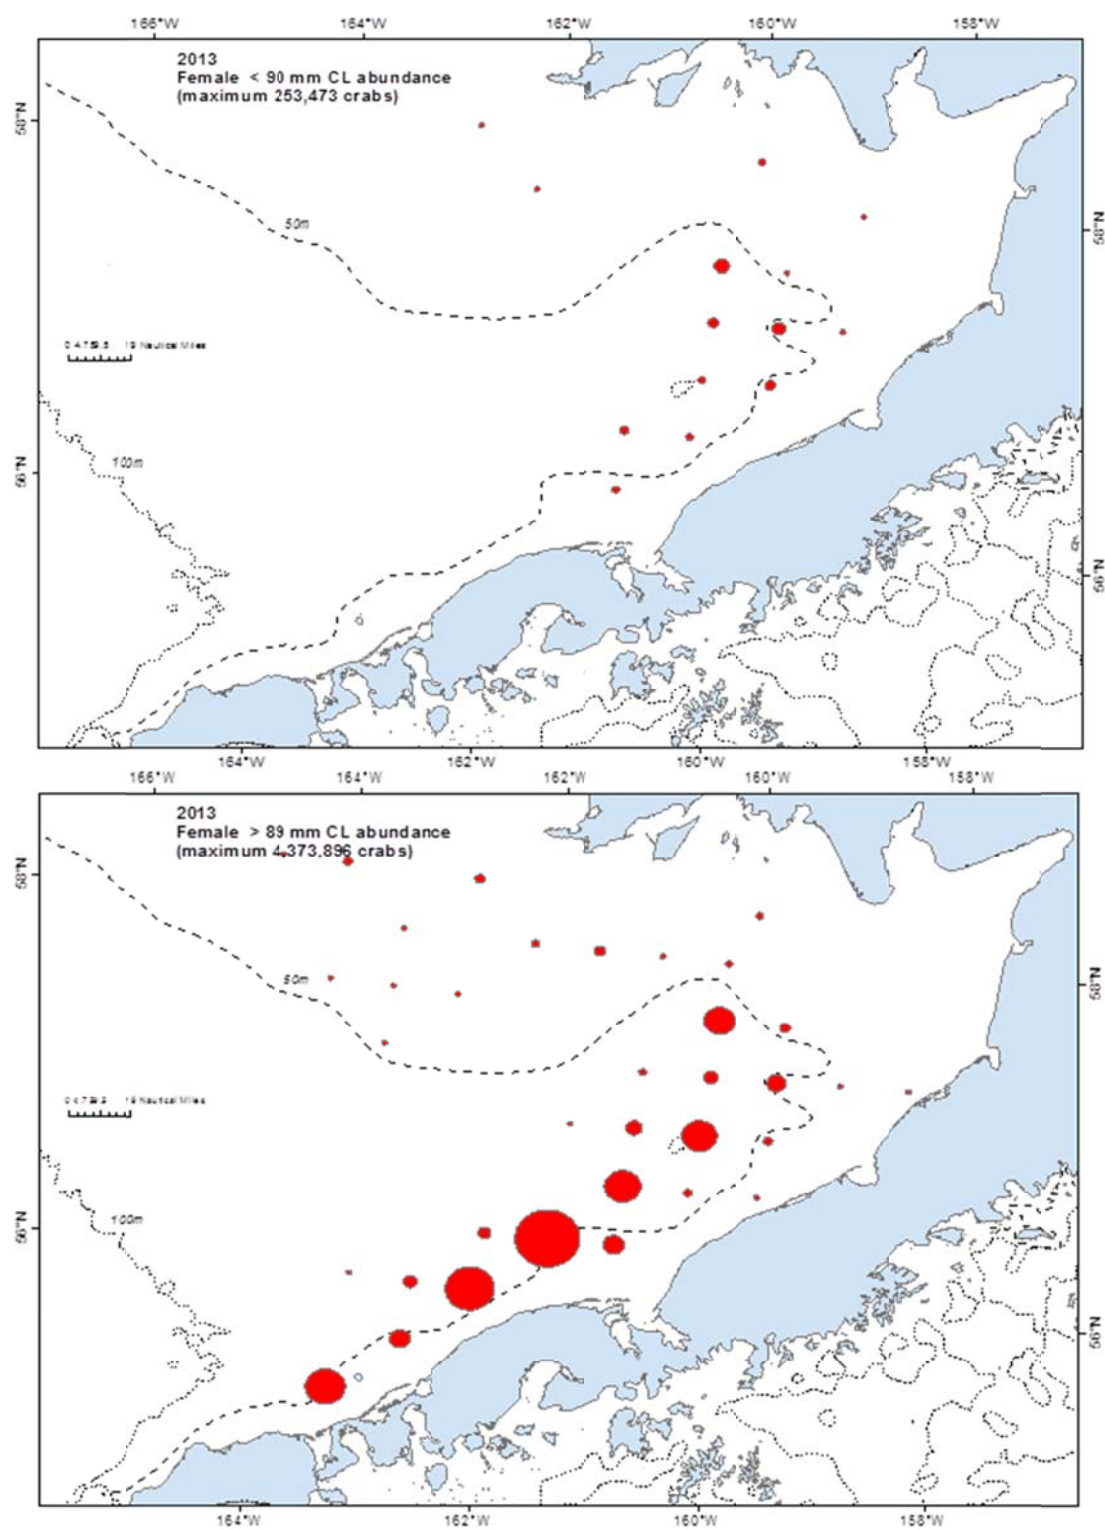 166°W 164°W 162°W 160°W 158°W
2013
Female < 90 mm CL abundance
(maximum 253,473 crabs)
58°N
58°N
50m
19 Nautical Miles
100m
56°N
56°N
164°W 162°W 160°W 158°W
166°W 164°W 162°W 160°W 158°W
2013
Female > 89 mm CL abundance
(maximum 4,373,896 crabs)
58°N
58°N
50m
19 Nautical Miles
100m
56°N
56°N
164°W 162°W 160°W 158°W